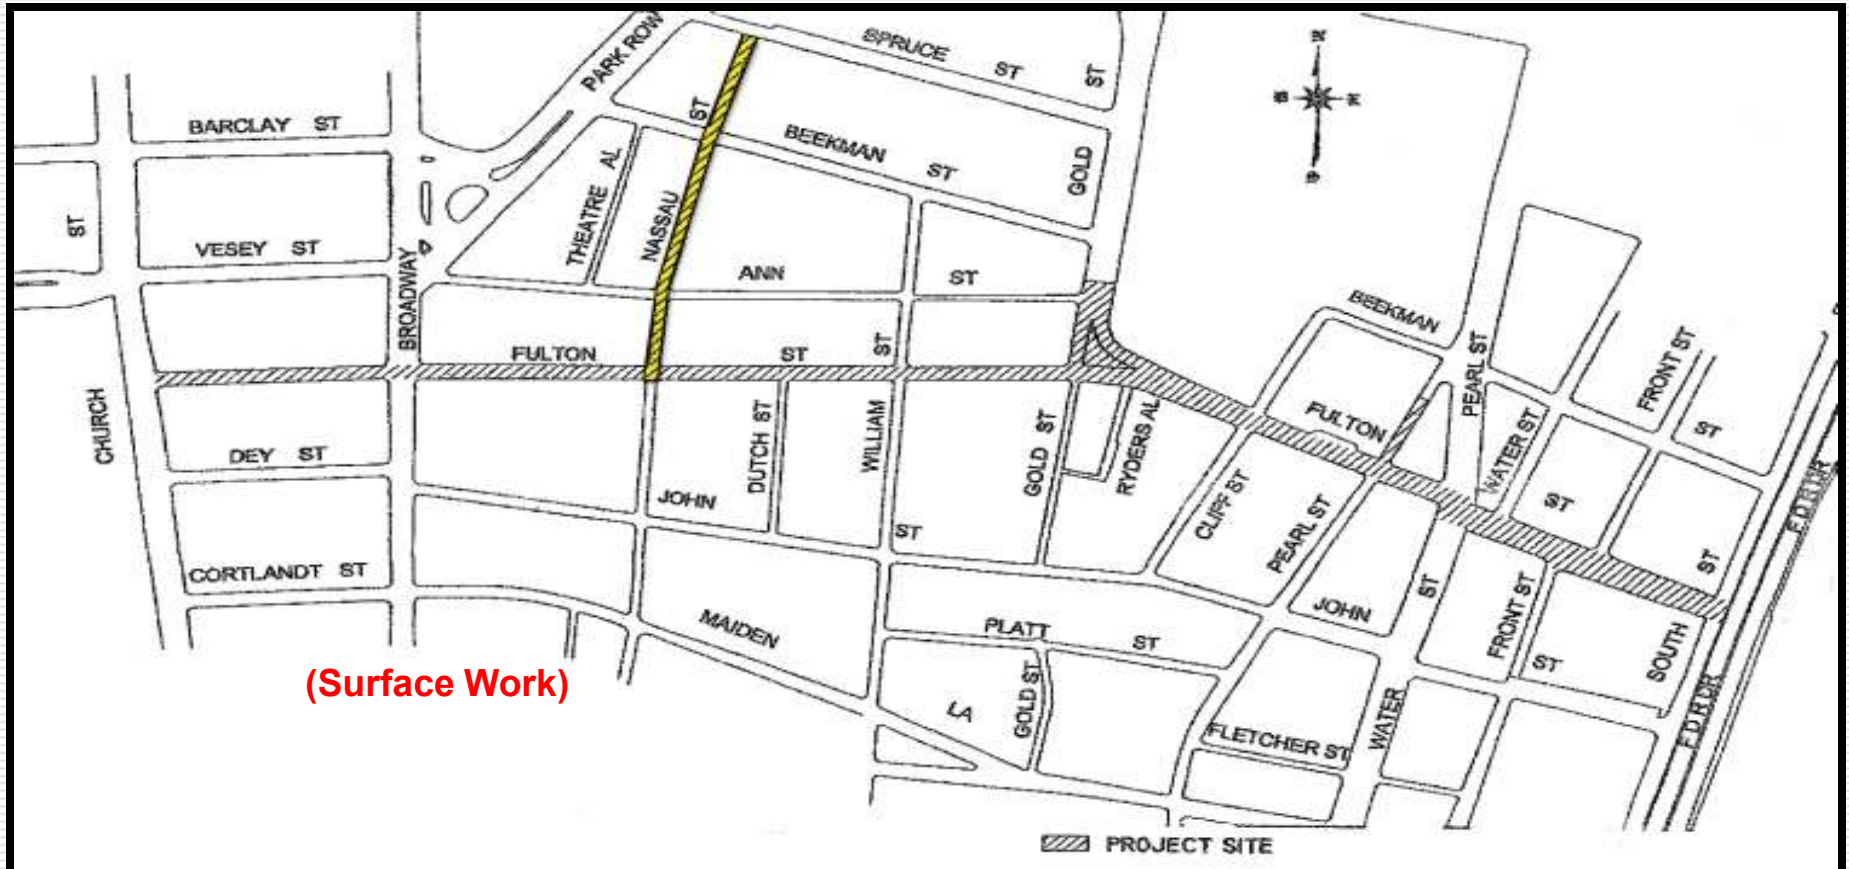 PARK ROW
SPRUCE ST
ST
BARCLAY ST
ST
BEEKMAN ST
GOLD
THEATRE AL
NASSAU
ST
VESEY ST
BROADWAY
ANN ST
BEEKMAN
FULTON ST
ST
PEARL ST
FRONT ST
CHURCH
DEY ST
DUTCH ST
WILLIAM
GOLD ST
RYDERS AL
FULTON
WATER ST
ST
JOHN
ST
CLIFF ST
PEARL ST
ST
F.D.R DR
CORTLANDT ST
MAIDEN
PLATT ST
JOHN
ST
FRONT ST
ST
ST
SOUTH
(Surface Work)
LA
GOLD ST
FLETCHER ST
WATER
F.D.R DR
PROJECT SITE